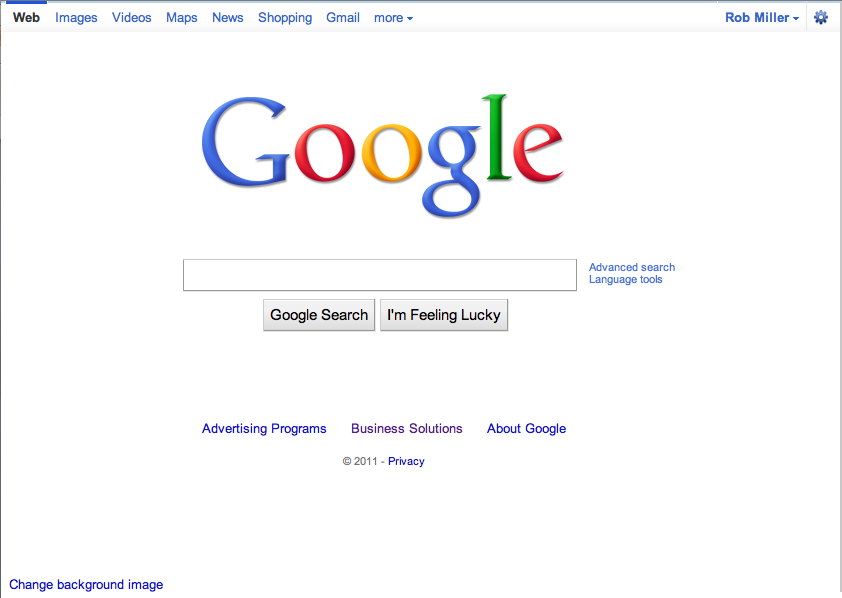 Web Images Videos Maps News Shopping Gmail more Rob Miller
Google
Advanced search
Language tools
Google Search I'm Feeling Lucky
Advertising Programs Business Solutions About Google
© 2011 - Privacy
Change background image